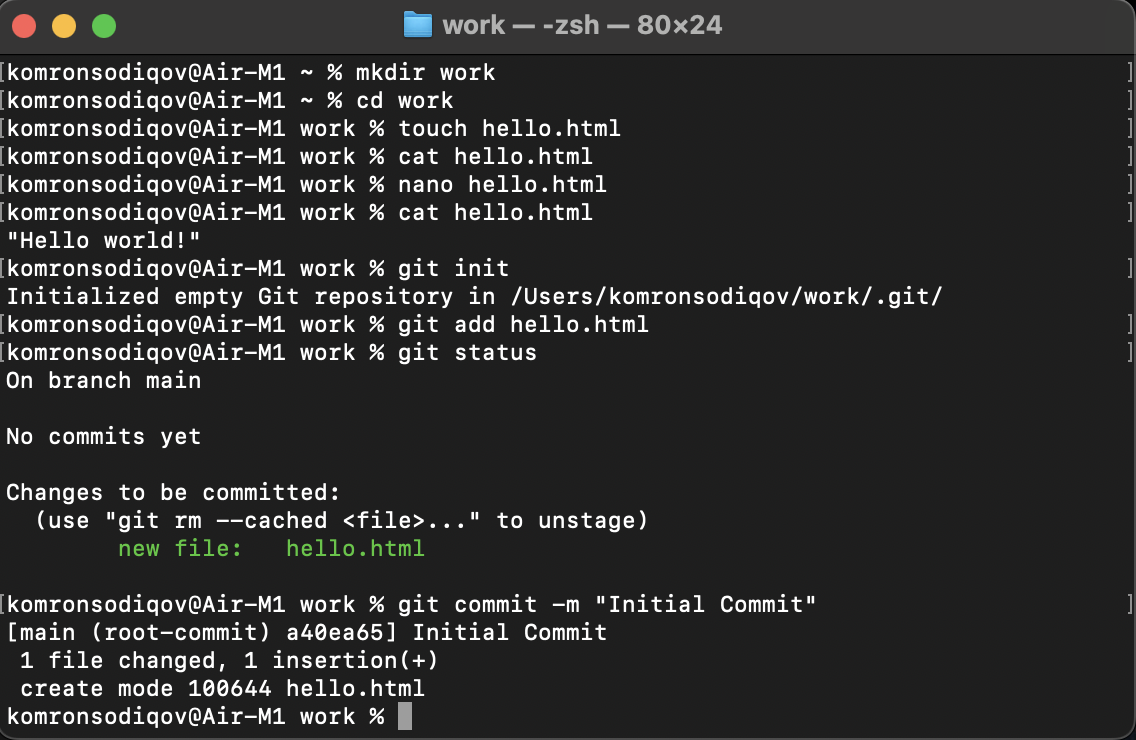 work — -zsh — 80×24
[komronsodiqov@Air-M1 ~ % mkdir work ]
[komronsodiqov@Air-M1 ~ % cd work ]
[komronsodiqov@Air-M1 work % touch hello.html ]
[komronsodiqov@Air-M1 work % cat hello.html ]
[komronsodiqov@Air-M1 work % nano hello.html ]
[komronsodiqov@Air-M1 work % cat hello.html ]
"Hello world!"
[komronsodiqov@Air-M1 work % git init ]
Initialized empty Git repository in /Users/komronsodiqov/work/.git/
[komronsodiqov@Air-M1 work % git add hello.html ]
[komronsodiqov@Air-M1 work % git status ]
On branch main
No commits yet
Changes to be committed:
  (use "git rm --cached <file>..." to unstage)
        new file:   hello.html
[komronsodiqov@Air-M1 work % git commit -m "Initial Commit" ]
[main (root-commit) a40ea65] Initial Commit
 1 file changed, 1 insertion(+)
 create mode 100644 hello.html
komronsodiqov@Air-M1 work %